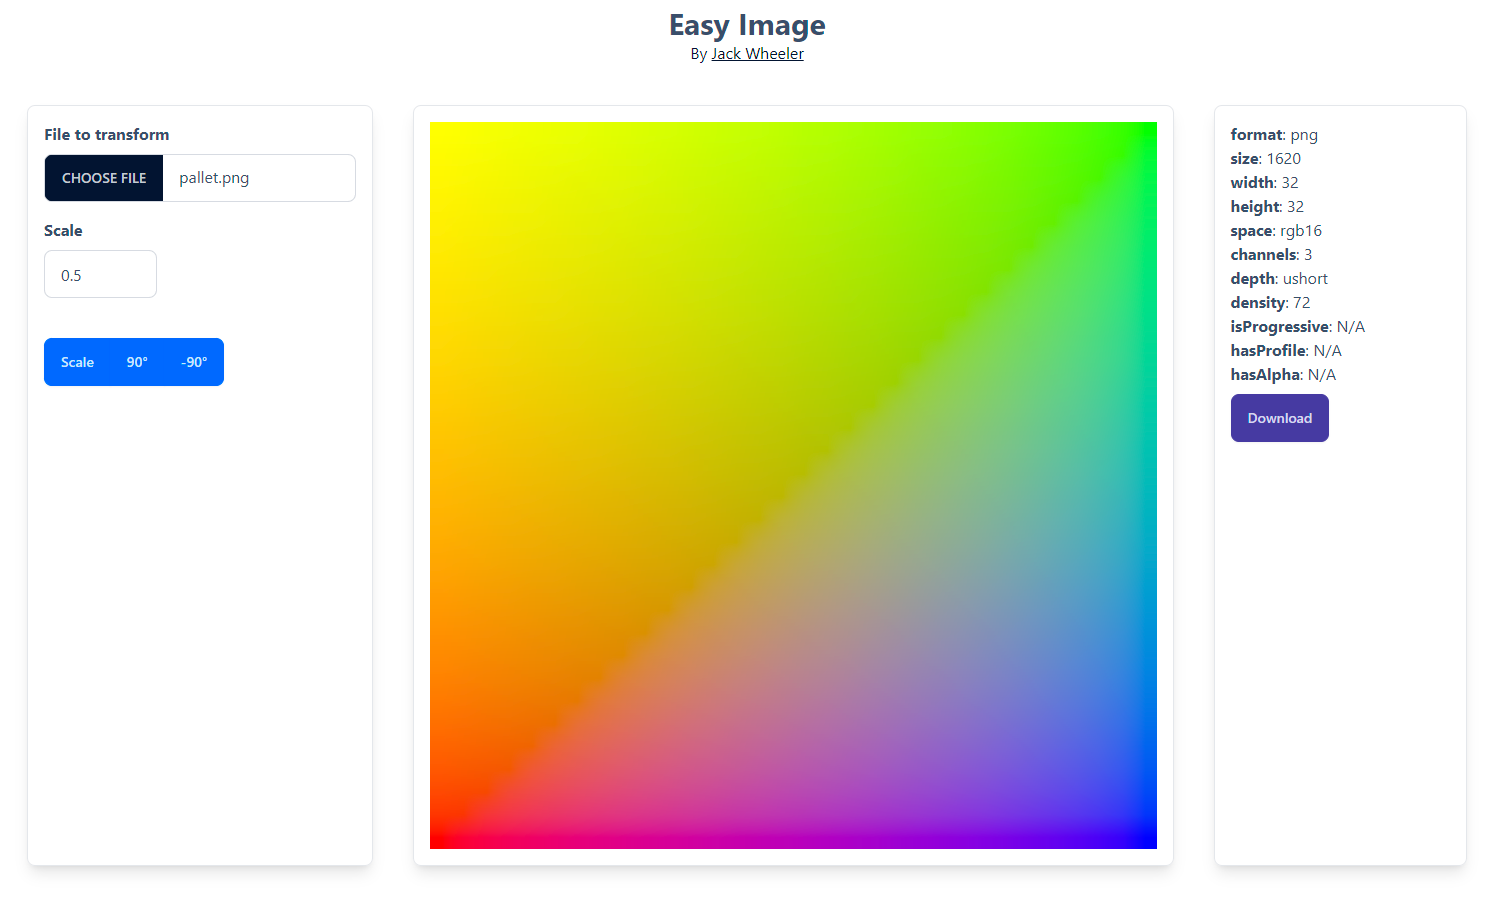 Easy Image
By Jack Wheeler
File to transform
CHOOSE FILE pallet.png
Scale
0.5
Scale 90° -90°
format: png
size: 1620
width: 32
height: 32
space: rgb16
channels: 3
depth: ushort
density: 72
isProgressive: N/A
hasProfile: N/A
hasAlpha: N/A
Download